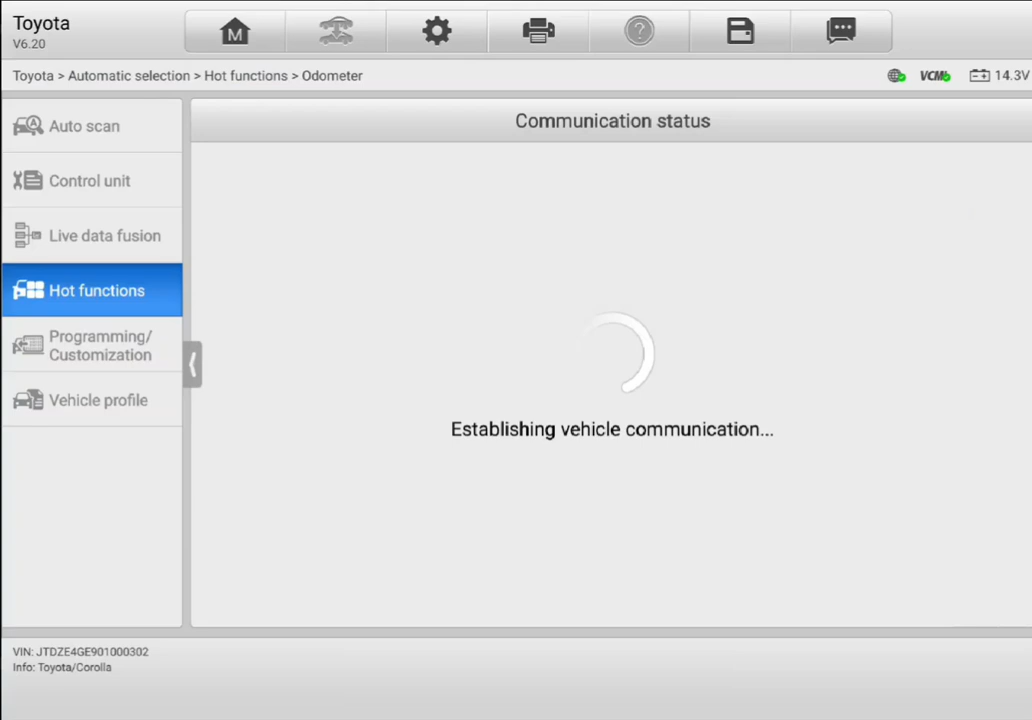 Toyota
V6.20
M
?
Toyota > Automatic selection > Hot functions > Odometer
VCMI
14.3V
Auto scan
Control unit
Live data fusion
Hot functions
Programming/
Customization
Vehicle profile
Communication status
Establishing vehicle communication...
VIN: JTDZE4GE901000302
Info: Toyota/Corolla